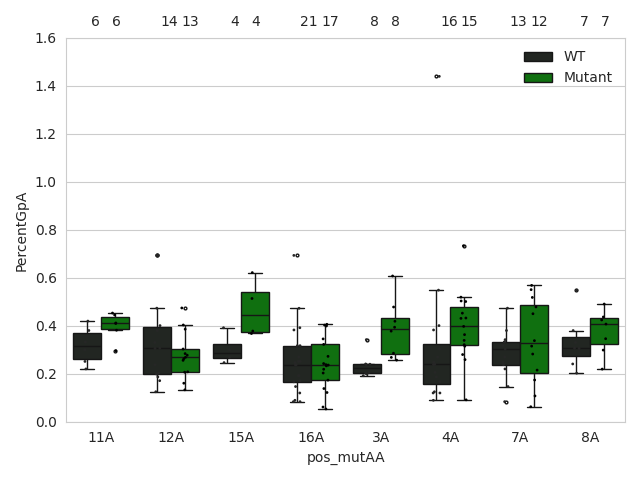 6 6 14 13 4 4 21 17 8 8 16 15 13 12 7 7
1.6
1.4
1.2
1.0
0.8
0.6
0.4
0.2
0.0
PercentGpA
WT
Mutant
11A 12A 15A 16A 3A 4A 7A 8A
pos_mutAA